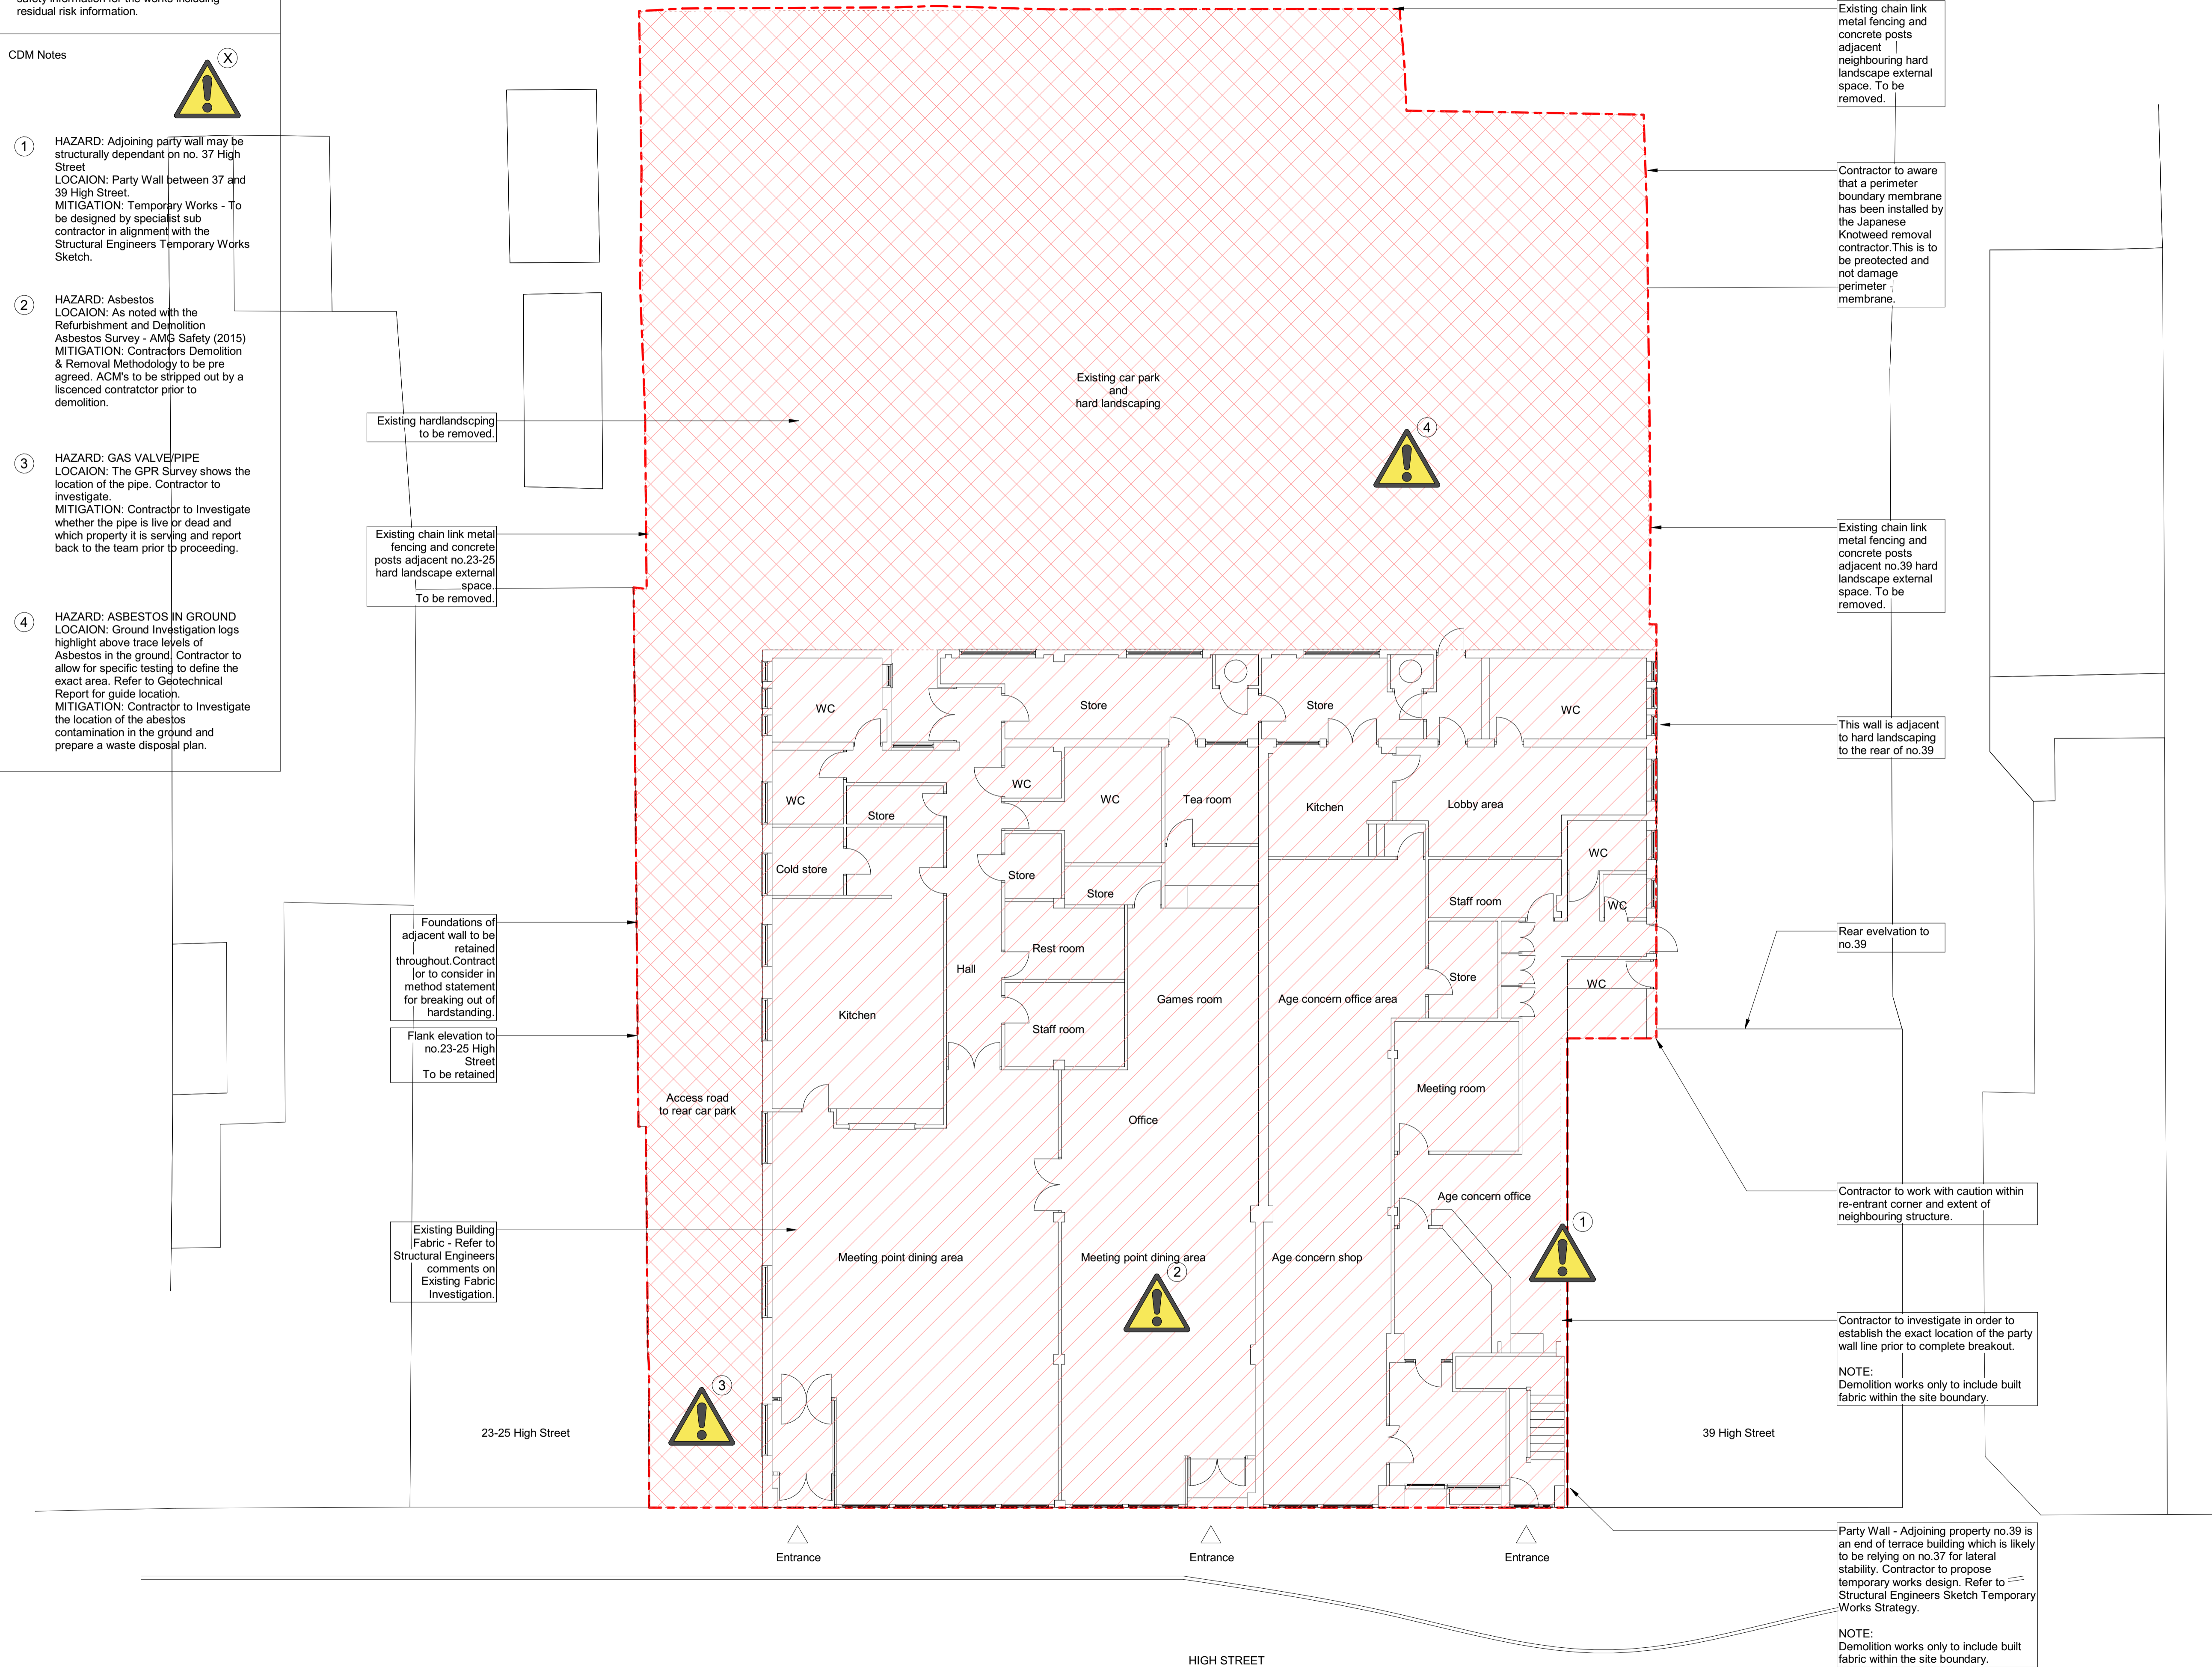 safety information for the works including
residual risk information.
CDM Notes
X
1
HAZARD: Adjoining party wall may be
structurally dependant on no. 37 High
Street
LOCAION: Party Wall between 37 and
39 High Street.
MITIGATION: Temporary Works - To
be designed by specialist sub
contractor in alignment with the
Structural Engineers Temporary Works
Sketch.
2
HAZARD: Asbestos
LOCAION: As noted with the
Refurbishment and Demolition
Asbestos Survey - AMG Safety (2015)
MITIGATION: Contractors Demolition
& Removal Methodology to be pre
agreed. ACM's to be stripped out by a
liscenced contratctor prior to
demolition.
3
HAZARD: GAS VALVE/PIPE
LOCAION: The GPR Survey shows the
location of the pipe. Contractor to
investigate.
MITIGATION: Contractor to Investigate
whether the pipe is live or dead and
which property it is serving and report
back to the team prior to proceeding.
4
HAZARD: ASBESTOS IN GROUND
LOCAION: Ground Investigation logs
highlight above trace levels of
Asbestos in the ground. Contractor to
allow for specific testing to define the
exact area. Refer to Geotechnical
Report for guide location.
MITIGATION: Contractor to Investigate
the location of the abestos
contamination in the ground and
prepare a waste disposal plan.
Existing hardlandscping
to be removed.
Existing chain link metal
fencing and concrete
posts adjacent no.23-25
hard landscape external
space.
To be removed.
Foundations of
adjacent wall to be
retained
throughout.Contract
or to consider in
method statement
for breaking out of
hardstanding.
Flank elevation to
no.23-25 High
Street
To be retained
Existing Building
Fabric - Refer to
Structural Engineers
comments on
Existing Fabric
Investigation.
23-25 High Street
Existing car park
and
hard landscaping
4
WC
Store
Store
WC
WC
Store
WC
WC
Tea room
Kitchen
Lobby area
WC
Cold store
Store
Store
Staff room
WC
Rest room
Hall
Store
WC
Kitchen
Staff room
Games room
Age concern office area
Meeting room
Access road
to rear car park
Office
Age concern office
1
Meeting point dining area
Meeting point dining area
Age concern shop
2
3
Entrance
Entrance
Entrance
HIGH STREET
Existing chain link
metal fencing and
concrete posts
adjacent
neighbouring hard
landscape external
space. To be
removed.
Contractor to aware
that a perimeter
boundary membrane
has been installed by
the Japanese
Knotweed removal
contractor.This is to
be preotected and
not damage
perimeter
membrane.
Existing chain link
metal fencing and
concrete posts
adjacent no.39 hard
landscape external
space. To be
removed.
This wall is adjacent
to hard landscaping
to the rear of no.39
Rear evelvation to
no.39
Contractor to work with caution within
re-entrant corner and extent of
neighbouring structure.
Contractor to investigate in order to
establish the exact location of the party
wall line prior to complete breakout.
NOTE:
Demolition works only to include built
fabric within the site boundary.
39 High Street
Party Wall - Adjoining property no.39 is
an end of terrace building which is likely
to be relying on no.37 for lateral
stability. Contractor to propose
temporary works design. Refer to
Structural Engineers Sketch Temporary
Works Strategy.
NOTE:
Demolition works only to include built
fabric within the site boundary.